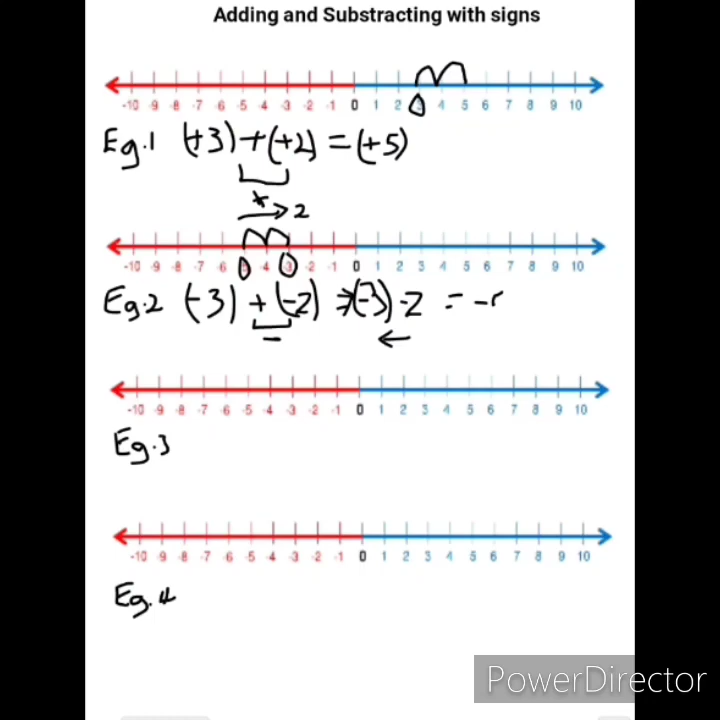 Adding and Substracting with signs
-10 -9 -8 -7 -6 -5 -4 -3 -2 -1 0 1 2 3 4 5 6 7 8 9 10
Eg.1 (+3)+(+2)=(+5)
+
→2
-10 -9 -8 -7 -6 -5 -4 -3 -2 -1 0 1 2 3 4 5 6 7 8 9 10
Eg.2 (-3)+(-2)⇒(-3)-2=-
-
←
-10 -9 -8 -7 -6 -5 -4 -3 -2 -1 0 1 2 3 4 5 6 7 8 9 10
Eg.3
-10 -9 -8 -7 -6 -5 -4 -3 -2 -1 0 1 2 3 4 5 6 7 8 9 10
Eg.4
PowerDirector